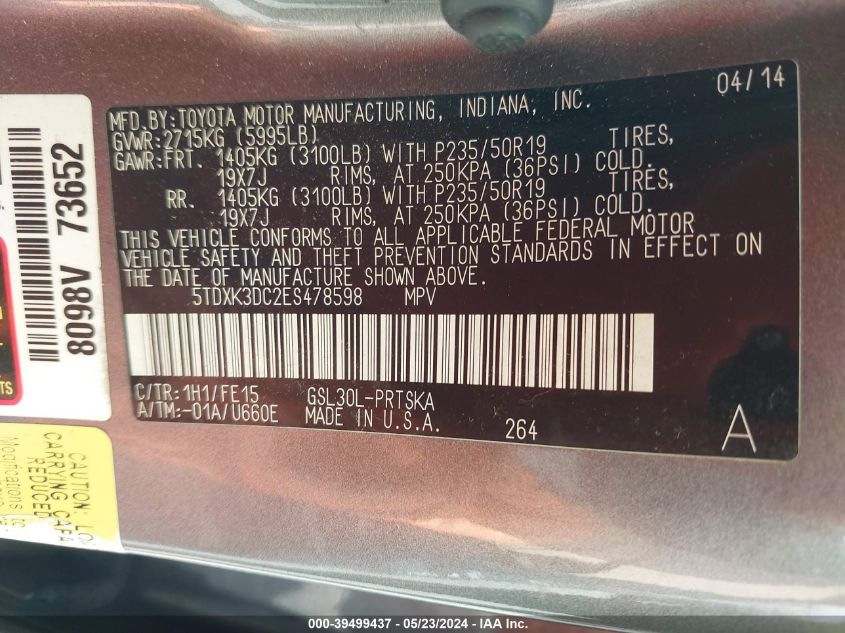 04/14
MFD.BY:TOYOTA MOTOR MANUFACTURING, INDIANA, INC.
GVWR:2715KG (5995LB)
GAWR:FRT. 1405KG (3100LB) WITH P235/50R19 TIRES,
19X7J RIMS, AT 250KPA (36PSI) COLD.
RR. 1405KG (3100LB) WITH P235/50R19 TIRES,
19X7J RIMS, AT 250KPA (36PSI) COLD.
THIS VEHICLE CONFORMS TO ALL APPLICABLE FEDERAL MOTOR
VEHICLE SAFETY AND THEFT PREVENTION STANDARDS IN EFFECT ON
THE DATE OF MANUFACTURE SHOWN ABOVE.
5TDXK3DC2ES478598 MPV
C/TR:1H1/FE15 GSL30L-PRTSKA
A/TM:-01A/U660E MADE IN U.S.A. 264
A
8098V 73652
CAUTION:
CARRYING
REDUCED
Modifications to
000-39499437 - 05/23/2024 - IAA Inc.